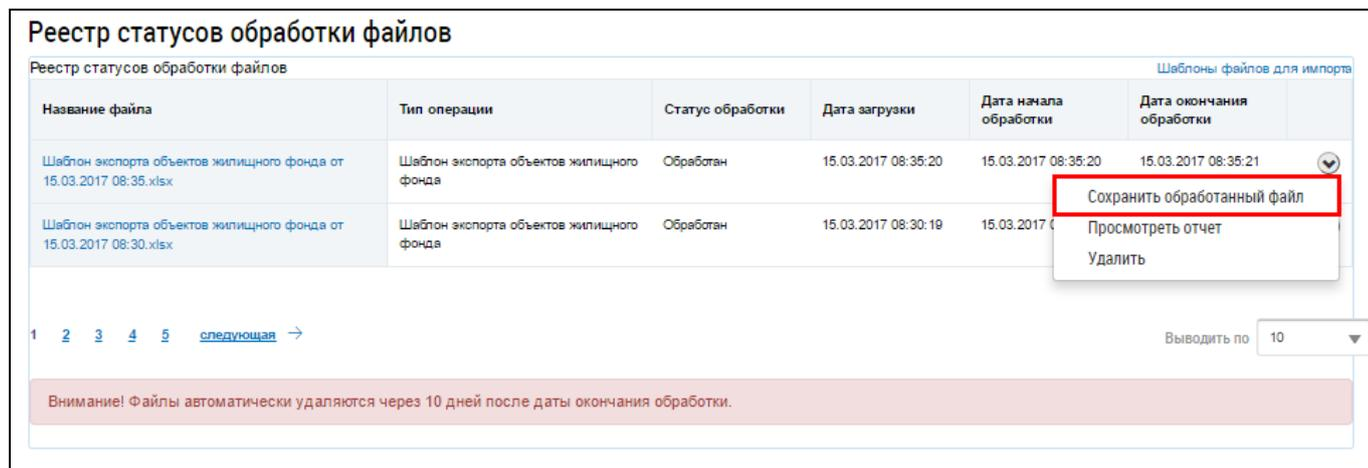 Реестр статусов обработки файлов
Реестр статусов обработки файлов
Шаблоны файлов для импорта
Название файла
Тип операции
Статус обработки
Дата загрузки
Дата начала
обработки
Дата окончания
обработки
Шаблон экспорта объектов жилищного фонда от
15.03.2017 08:35.xlsx
Шаблон экспорта объектов жилищного
фонда
Обработан
15.03.2017 08:35:20
15.03.2017 08:35:20
15.03.2017 08:35:21
Сохранить обработанный файл
Просмотреть отчет
Удалить
Шаблон экспорта объектов жилищного фонда от
15.03.2017 08:30.xlsx
Шаблон экспорта объектов жилищного
фонда
Обработан
15.03.2017 08:30:19
15.03.2017
1 2 3 4 5 следующая →
Выводить по 10
Внимание! Файлы автоматически удаляются через 10 дней после даты окончания обработки.